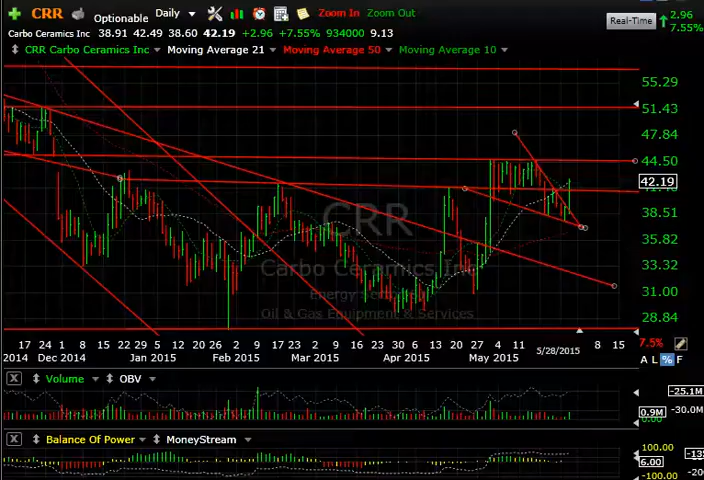 CRR Optionable Daily Zoom In Zoom Out Real-Time 2.96
7.55%
Carbo Ceramics Inc 38.91 42.49 38.60 42.19 +2.96 +7.55% 934000 9.13
CRR Carbo Ceramics Inc Moving Average 21 Moving Average 50 Moving Average 10
55.29
51.43
47.84
44.50
42.19
38.51
35.82
33.32
31.00
28.84
CRR
Carbo Ceramics Inc
Energy Services
Oil & Gas Equipment & Services
17 24 8 15 22 29 5 12 20 26 2 9 17 23 2 9 16 23 30 6 13 20 27 4 11 8 15 7.5%
2014 Dec 2014 Jan 2015 Feb 2015 Mar 2015 Apr 2015 May 2015 5/28/2015 A L % F
X Volume OBV
-25.1M
0.9M -30.0M
X Balance Of Power MoneyStream
100.00
6.00
-100.00